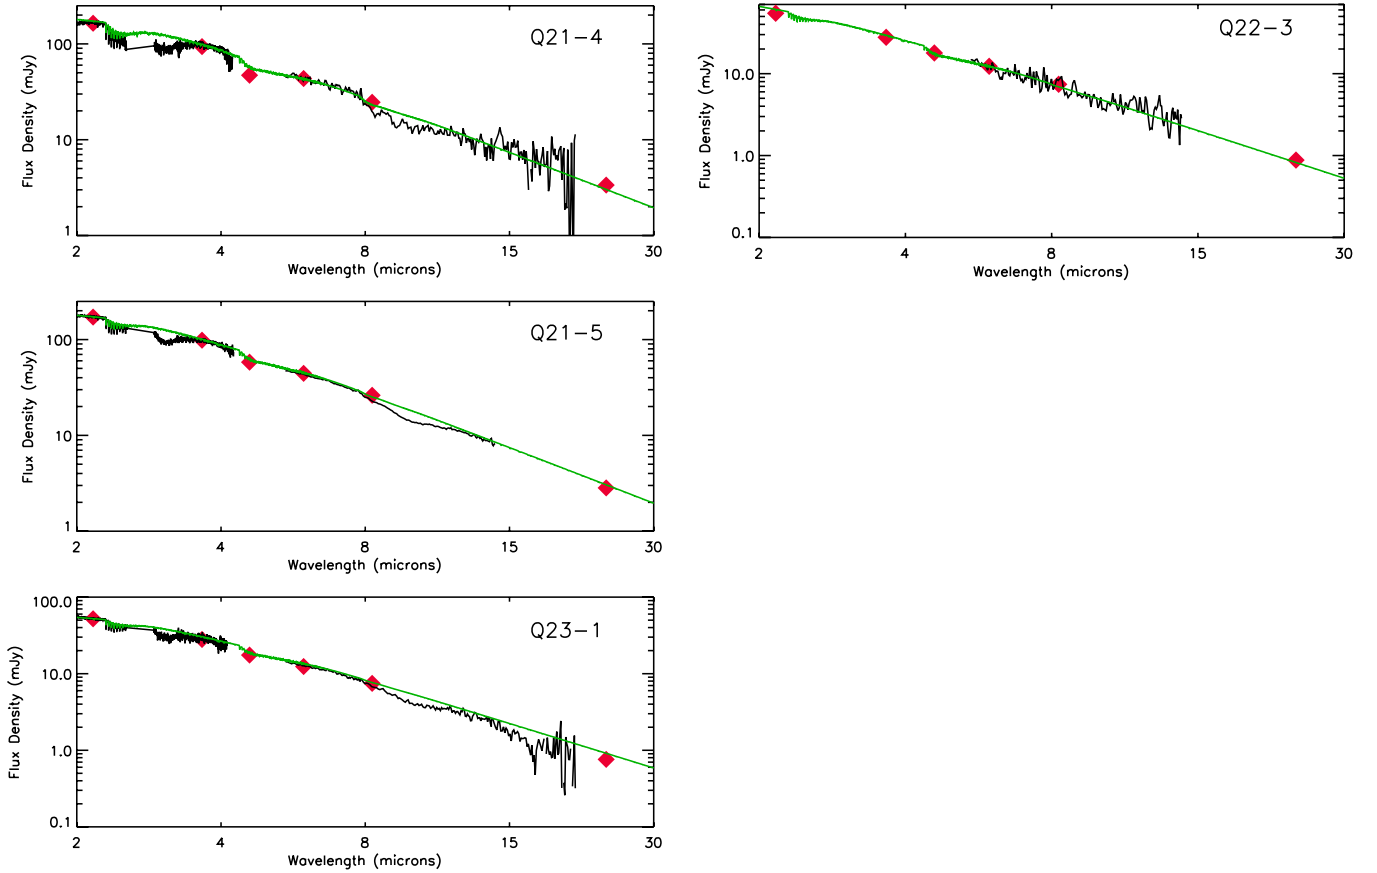 Q21-4
Flux Density (mJy)
100
10
1
2 4 8 15 30
Wavelength (microns)
Q22-3
Flux Density (mJy)
10.0
1.0
0.1
2 4 8 15 30
Wavelength (microns)
Q21-5
Flux Density (mJy)
100
10
1
2 4 8 15 30
Wavelength (microns)
Q23-1
Flux Density (mJy)
100.0
10.0
1.0
0.1
2 4 8 15 30
Wavelength (microns)